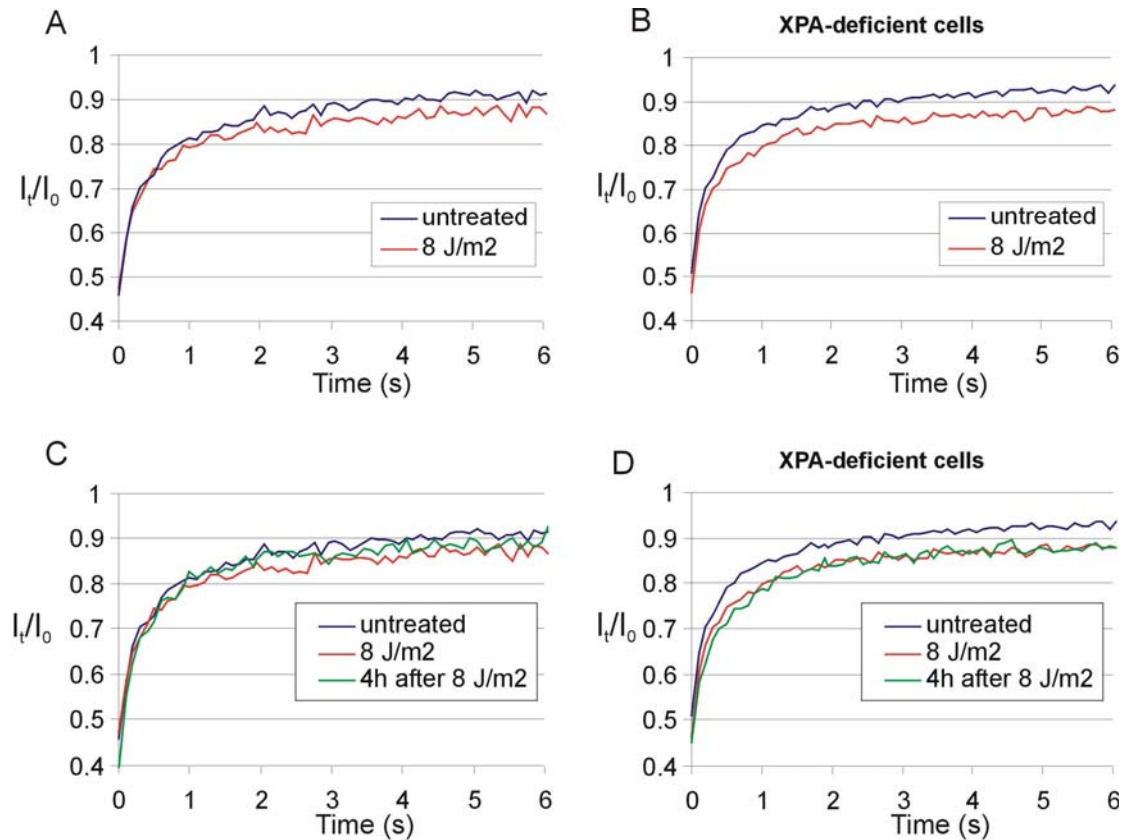 A
1
0.9
0.8
0.7
0.6
0.5
0.4
It/I0
untreated
8 J/m2
0 1 2 3 4 5 6
Time (s)
B
XPA-deficient cells
1
0.9
0.8
0.7
0.6
0.5
0.4
It/I0
untreated
8 J/m2
0 1 2 3 4 5 6
Time (s)
C
1
0.9
0.8
0.7
0.6
0.5
0.4
It/I0
untreated
8 J/m2
4h after 8 J/m2
0 1 2 3 4 5 6
Time (s)
D
XPA-deficient cells
1
0.9
0.8
0.7
0.6
0.5
0.4
It/I0
untreated
8 J/m2
4h after 8 J/m2
0 1 2 3 4 5 6
Time (s)